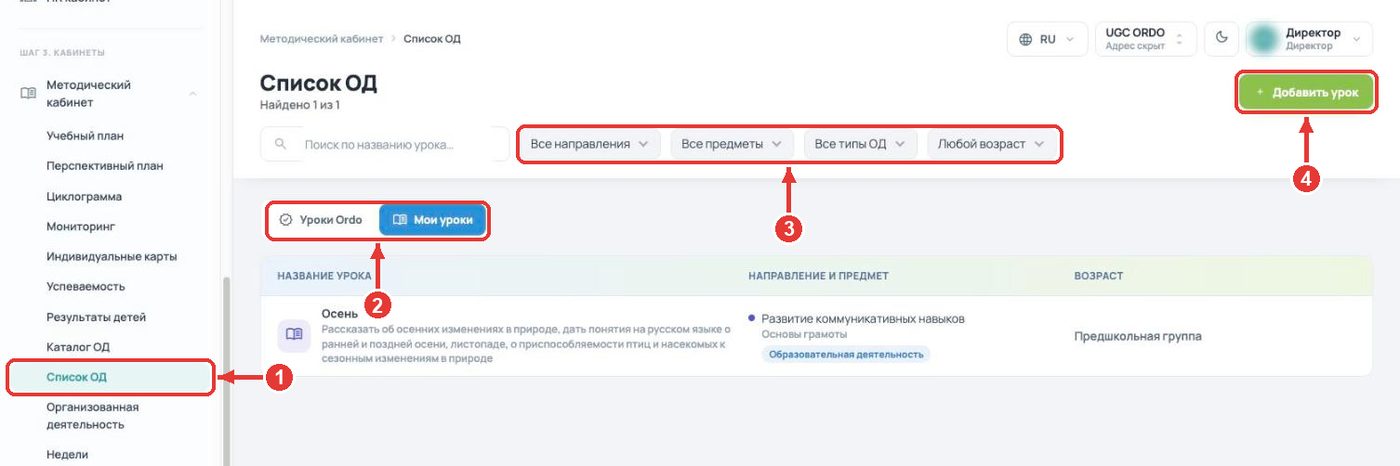 ШАГ 3. КАБИНЕТЫ
Методический
кабинет
Учебный план
Перспективный план
Циклограмма
Мониторинг
Индивидуальные карты
Успеваемость
Результаты детей
Каталог ОД
Список ОД
1
Организованная
деятельность
Недели
Методический кабинет > Список ОД
RU
UGC ORDO
Адрес скрыт
Директор
Директор
Список ОД
Найдено 1 из 1
+ Добавить урок
4
Поиск по названию урока...
Все направления
Все предметы
Все типы ОД
Любой возраст
3
Уроки Ordo
Мои уроки
2
НАЗВАНИЕ УРОКА
НАПРАВЛЕНИЕ И ПРЕДМЕТ
ВОЗРАСТ
Осень
Рассказать об осенних изменениях в природе, дать понятия на русском языке о
ранней и поздней осени, листопаде, о приспособляемости птиц и насекомых к
сезонным изменениям в природе
Развитие коммуникативных навыков
Основы грамоты
Образовательная деятельность
Предшкольная группа